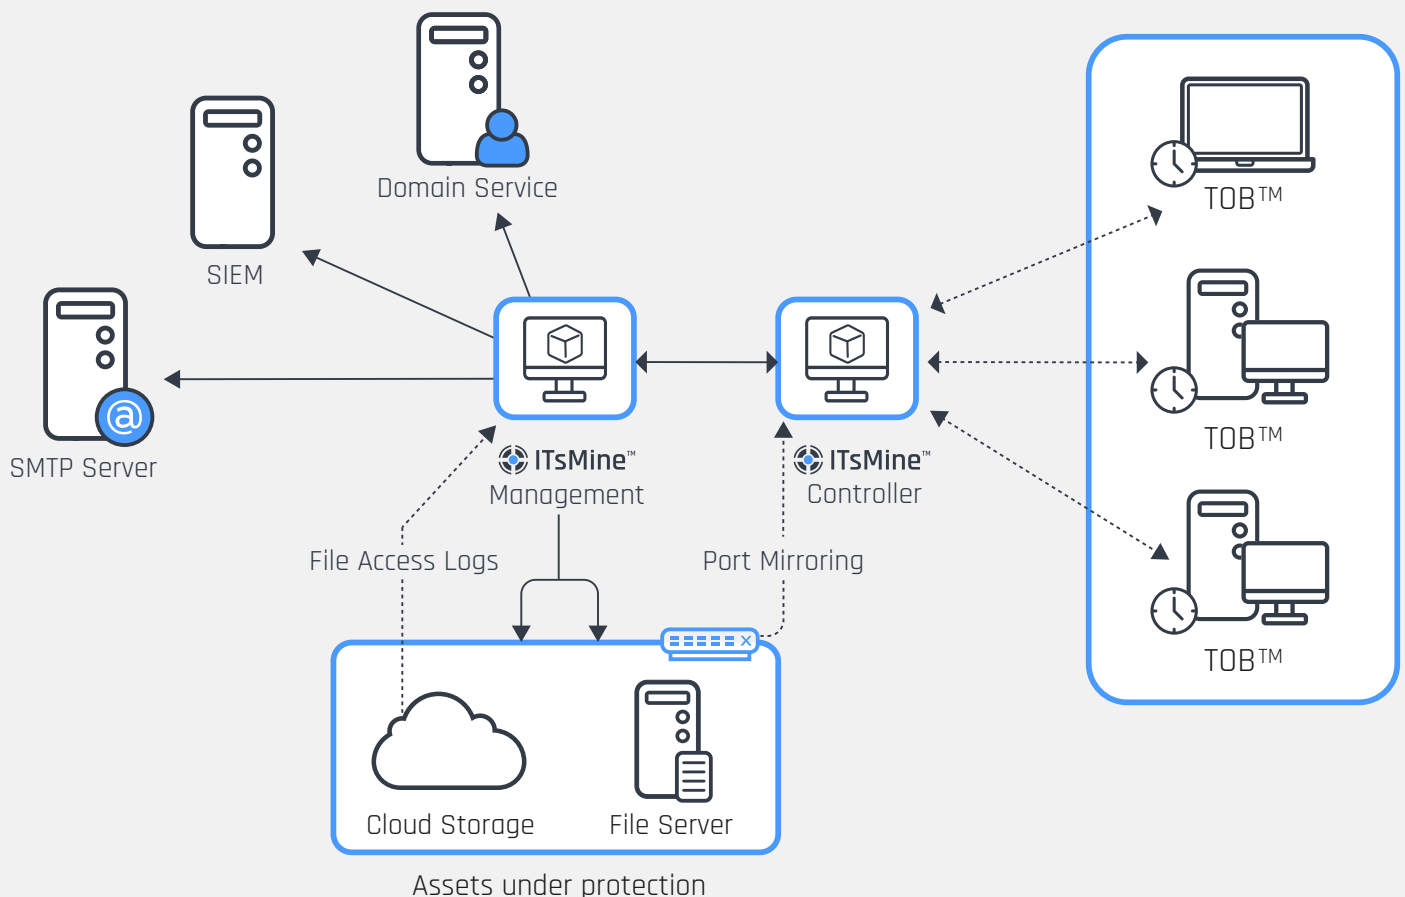 Domain Service
SIEM
@
SMTP Server
TOB™
TOB™
TOB™
ITsMine™
Management
ITsMine™
Controller
File Access Logs
Port Mirroring
Cloud Storage
File Server
Assets under protection